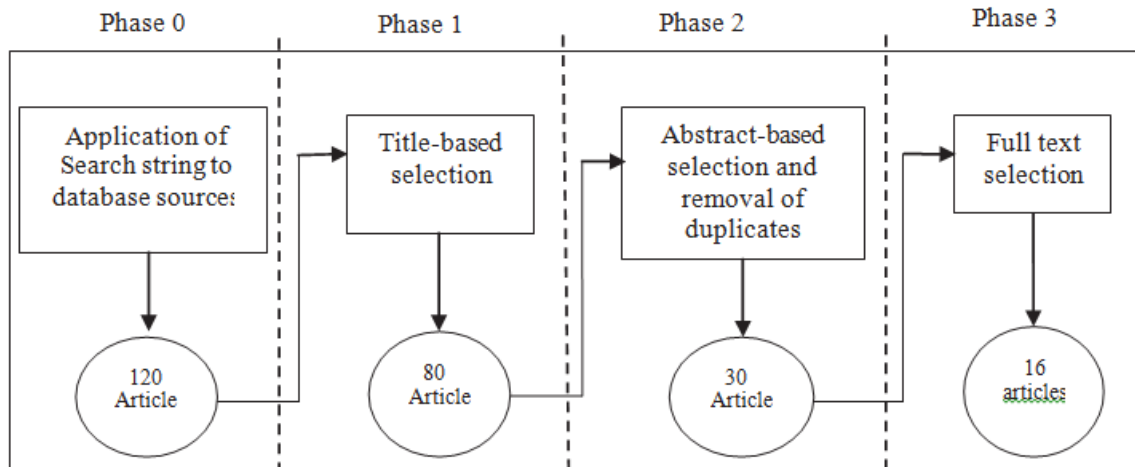 Phase 0
Phase 1
Phase 2
Phase 3
Application of
Search string to
database sources
Title-based
selection
Abstract-based
selection and
removal of
duplicates
Full text
selection
120
Article
80
Article
30
Article
16
articles